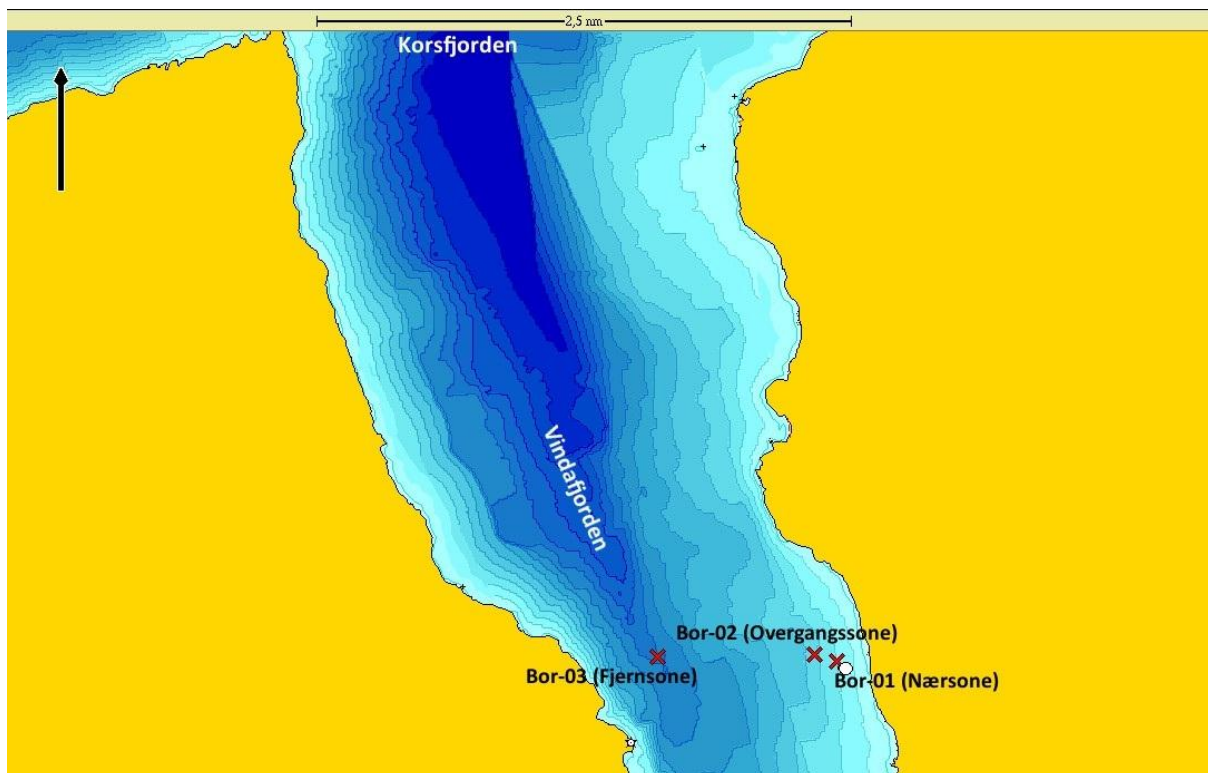 2,5 nm
Korsfjorden
Vindafjorden
Bor-02 (Overgangssone)
Bor-03 (Fjernsone)
Bor-01 (Nærsone)